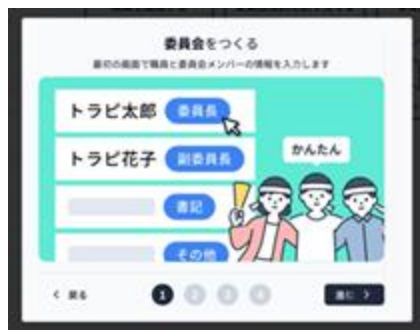 委員会をつくる
最初の画面で職員と委員会メンバーの情報を入力します
トラピ太郎 委員長
トラピ花子 副委員長
書記
その他
かんたん
戻る 1 2 3 4 進む